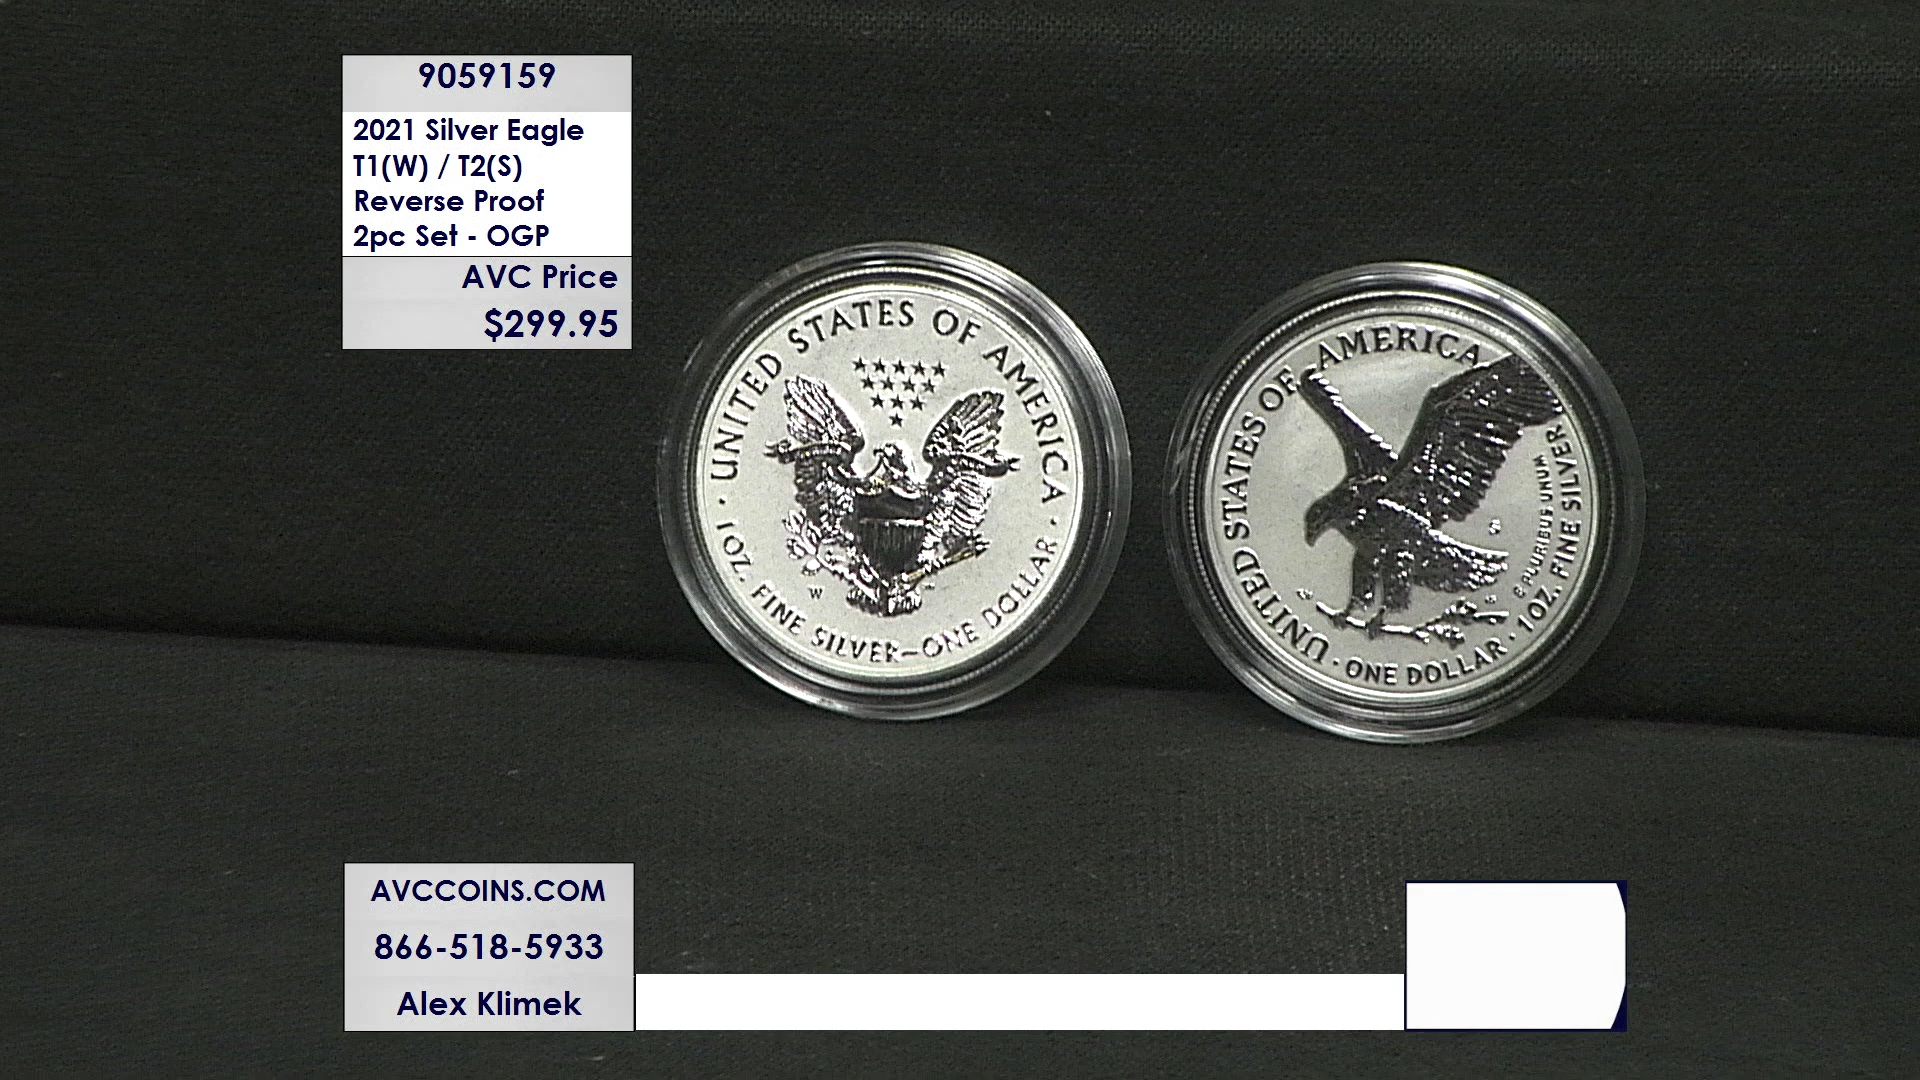 9059159
2021 Silver Eagle
T1(W) / T2(S)
Reverse Proof
2pc Set - OGP
AVC Price
$299.95
UNITED STATES OF AMERICA
1 OZ. FINE SILVER–ONE DOLLAR
W
UNITED STATES OF AMERICA
E PLURIBUS UNUM
ONE DOLLAR · 1 OZ. FINE SILVER
AVCCOINS.COM
866-518-5933
Alex Klimek